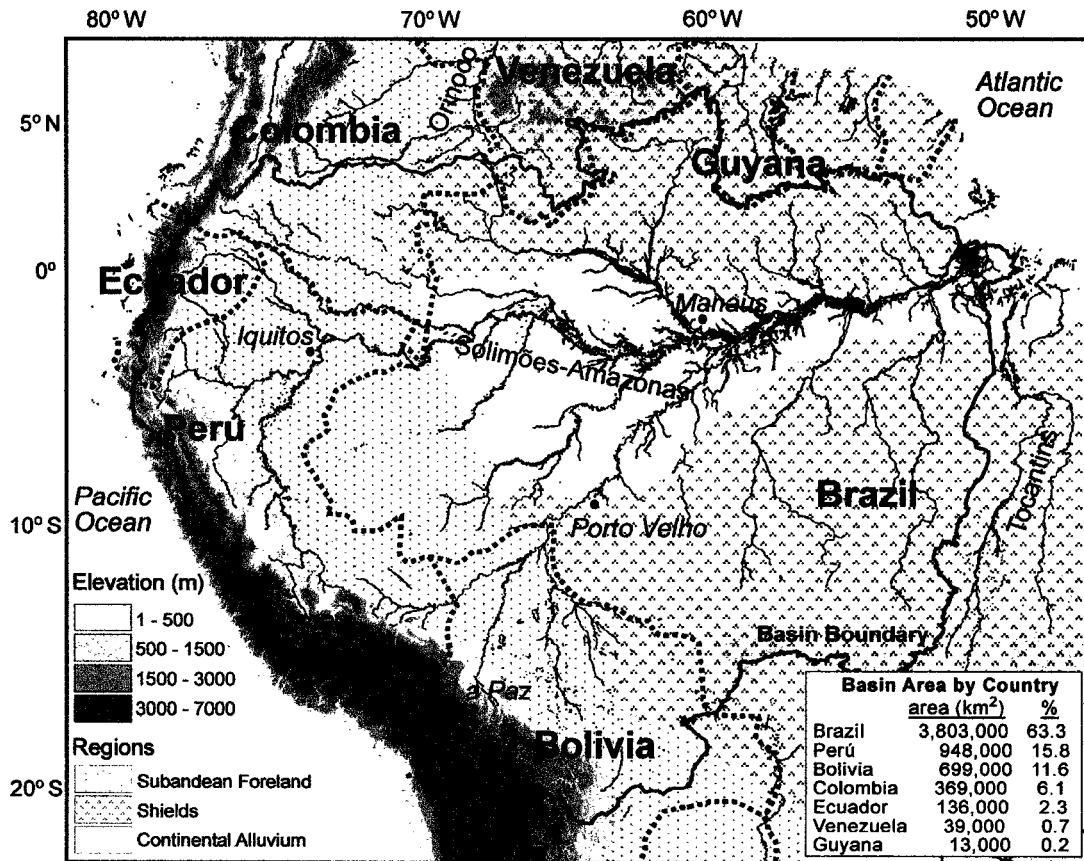 80° W 70° W 60° W 50° W
Atlantic
Ocean
Venezuela
Orinoco
5° N
Colombia
Guyana
0°
Ecuador
Manaus
Iquitos
Solimões-Amazonas
Perú
Brazil
Tocantins
Pacific
Ocean
10° S
Porto Velho
Elevation (m)
1 - 500
500 - 1500
1500 - 3000
3000 - 7000
Basin Boundary
a Paz
Regions
Subandean Foreland
Shields
Continental Alluvium
Bolivia
20° S
Basin Area by Country
area (km²) %
Brazil 3,803,000 63.3
Perú 948,000 15.8
Bolivia 699,000 11.6
Colombia 369,000 6.1
Ecuador 136,000 2.3
Venezuela 39,000 0.7
Guyana 13,000 0.2